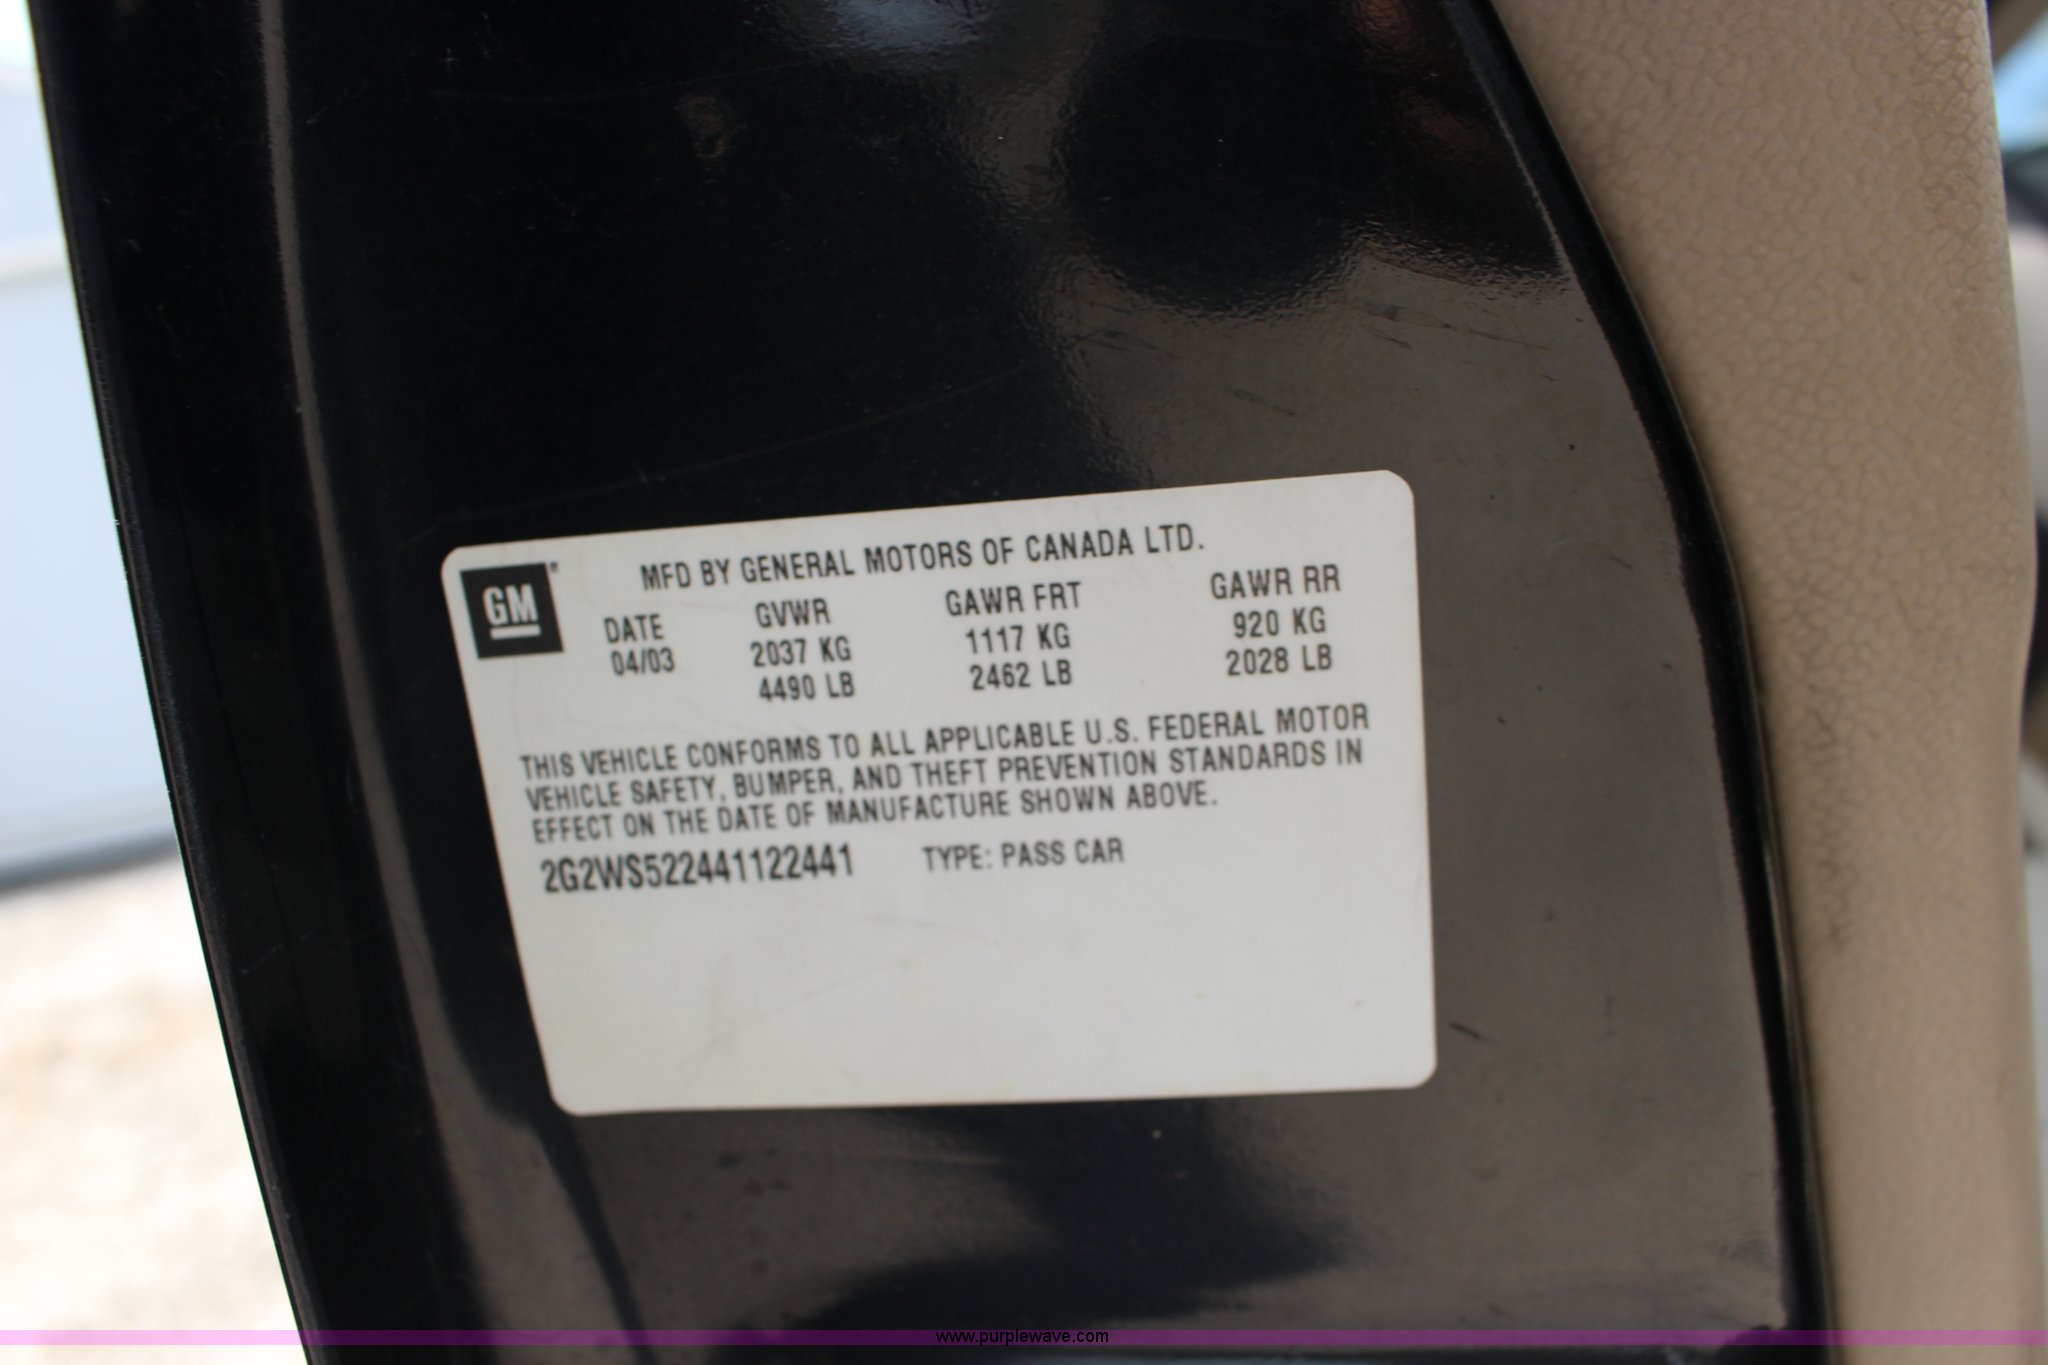 GM
MFD BY GENERAL MOTORS OF CANADA LTD.
DATE GVWR GAWR FRT GAWR RR
04/03 2037 KG 1117 KG 920 KG
4490 LB 2462 LB 2028 LB
THIS VEHICLE CONFORMS TO ALL APPLICABLE U.S. FEDERAL MOTOR
VEHICLE SAFETY, BUMPER, AND THEFT PREVENTION STANDARDS IN
EFFECT ON THE DATE OF MANUFACTURE SHOWN ABOVE.
2G2WS522441122441 TYPE: PASS CAR
www.purplewave.com